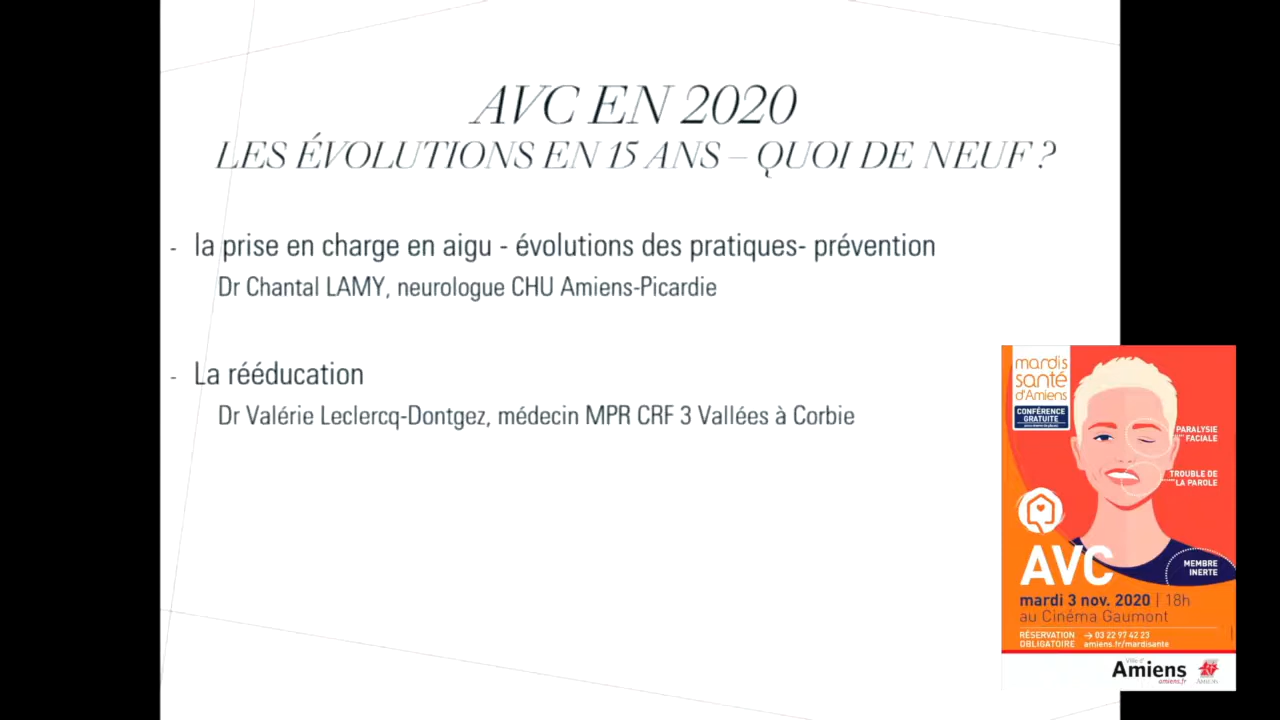 AVC EN 2020
LES ÉVOLUTIONS EN 15 ANS – QUOI DE NEUF ?
- la prise en charge en aigu - évolutions des pratiques- prévention
Dr Chantal LAMY, neurologue CHU Amiens-Picardie
- La rééducation
Dr Valérie Leclercq-Dontgez, médecin MPR CRF 3 Vallées à Corbie
mardis
santé
d'Amiens
CONFÉRENCE
GRATUITE
PARALYSIE
FACIALE
TROUBLE DE
LA PAROLE
AVC
MEMBRE
INERTE
mardi 3 nov. 2020 | 18h
au Cinéma Gaumont
RÉSERVATION → 03 22 97 42 23
OBLIGATOIRE amiens.fr/mardisante
Ville d'
Amiens
amiens.fr